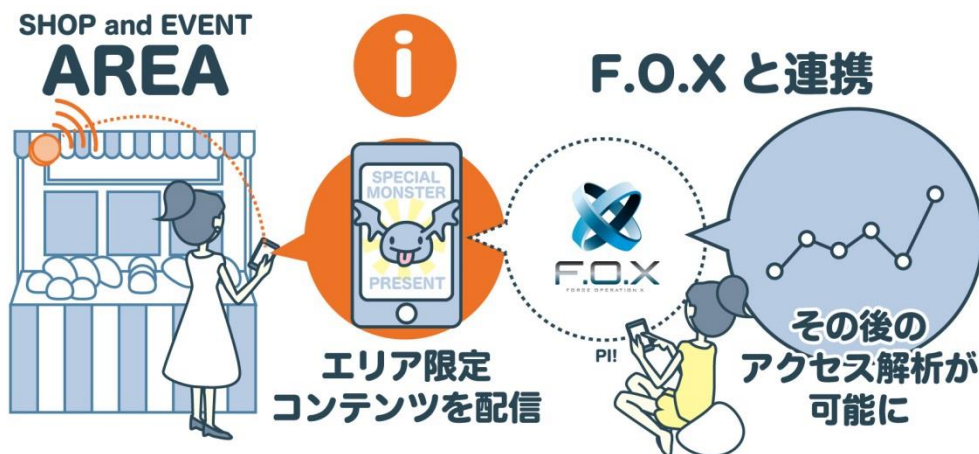 SHOP and EVENT
AREA
i
SPECIAL
MONSTER
PRESENT
エリア限定
コンテンツを配信
F.O.X と連携
F.O.X
FORCE OPERATION X
PI!
その後の
アクセス解析が
可能に